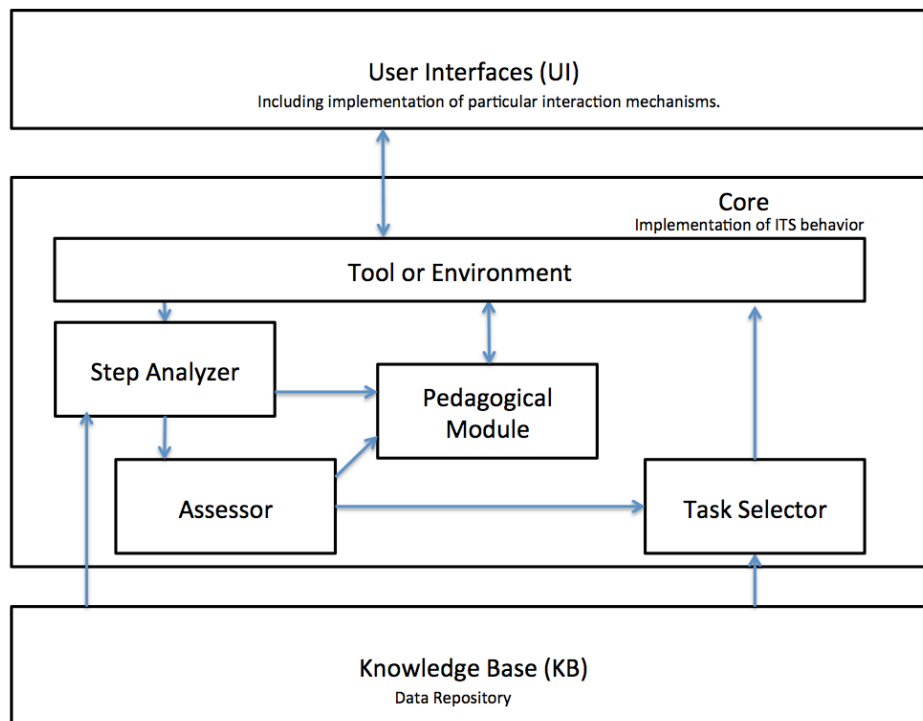 User Interfaces (UI)
Including implementation of particular interaction mechanisms.
Core
Implementation of ITS behavior
Tool or Environment
Step Analyzer
Pedagogical
Module
Assessor
Task Selector
Knowledge Base (KB)
Data Repository